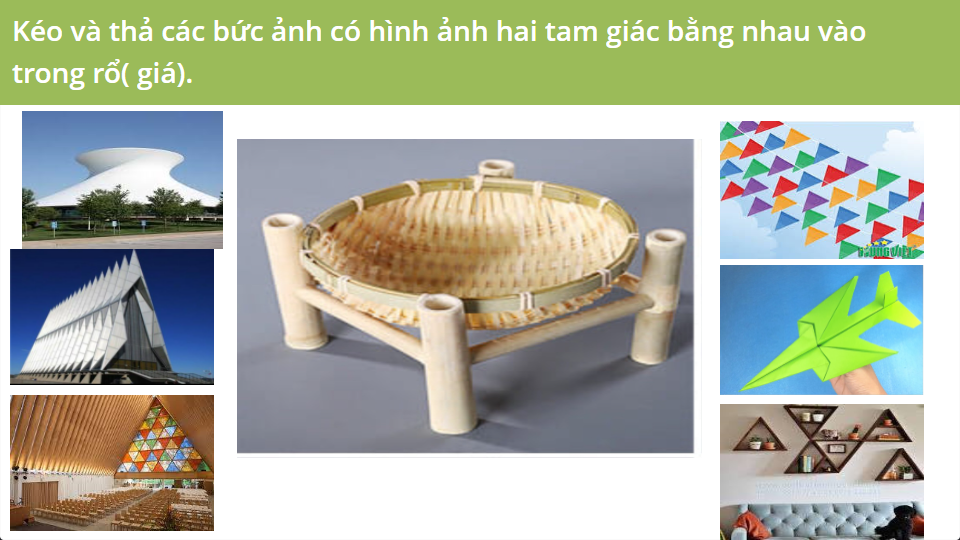 Kéo và thả các bức ảnh có hình ảnh hai tam giác bằng nhau vào
trong rổ( giá).